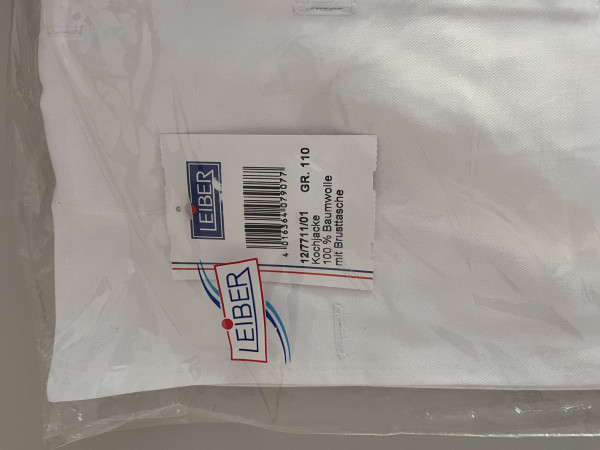 LEIBER
4 016364 079077
12/7711/01 GR. 110
Kochjacke
100 % Baumwolle
mit Brusttasche
LEIBER